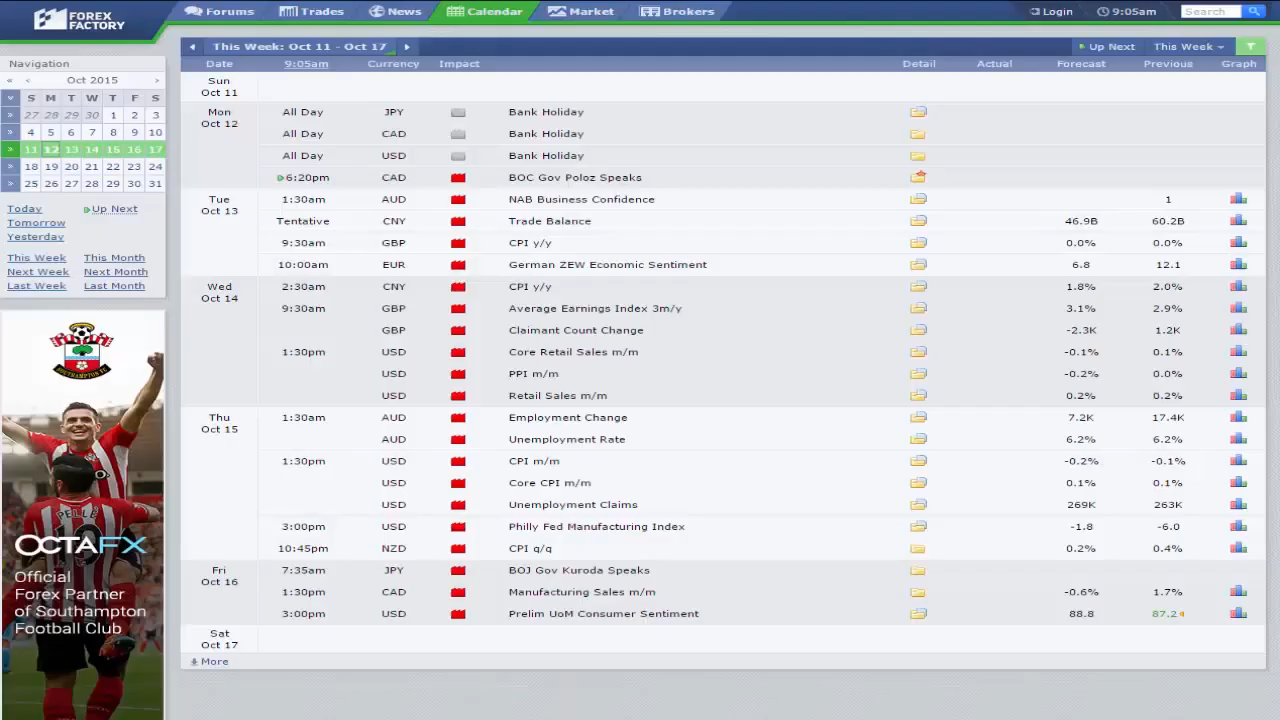 FOREX FACTORY
Forums Trades News Calendar Market Brokers Login 9:05am Search
Navigation
« ‹ Oct 2015 ›
S M T W T F S
27 28 29 30 1 2 3
4 5 6 7 8 9 10
11 12 13 14 15 16 17
18 19 20 21 22 23 24
25 26 27 28 29 30 31
Today Up Next
Tomorrow
Yesterday
This Week This Month
Next Week Next Month
Last Week Last Month
SOUTHAMPTON FC
PELLÈ
19
OCTAFX
Official
Forex Partner
of Southampton
Football Club
This Week: Oct 11 - Oct 17 Up Next This Week
Date 9:05am Currency Impact Detail Actual Forecast Previous Graph
Sun
Oct 11
Mon
Oct 12
All Day JPY Bank Holiday
All Day CAD Bank Holiday
All Day USD Bank Holiday
6:20pm CAD BOC Gov Poloz Speaks
Tue
Oct 13
1:30am AUD NAB Business Confidence 1
Tentative CNY Trade Balance 46.9B 60.2B
9:30am GBP CPI y/y 0.0% 0.0%
10:00am EUR German ZEW Economic Sentiment 6.8 12.1
Wed
Oct 14
2:30am CNY CPI y/y 1.8% 2.0%
9:30am GBP Average Earnings Index 3m/y 3.1% 2.9%
GBP Claimant Count Change -2.3K 1.2K
1:30pm USD Core Retail Sales m/m -0.1% 0.1%
USD PPI m/m -0.2% 0.0%
USD Retail Sales m/m 0.2% 0.2%
Thu
Oct 15
1:30am AUD Employment Change 7.2K 17.4K
AUD Unemployment Rate 6.2% 6.2%
1:30pm USD CPI m/m -0.2% -0.1%
USD Core CPI m/m 0.1% 0.1%
USD Unemployment Claims 269K 263K
3:00pm USD Philly Fed Manufacturing Index -1.8 -6.0
10:45pm NZD CPI q/q 0.2% 0.4%
Fri
Oct 16
7:35am JPY BOJ Gov Kuroda Speaks
1:30pm CAD Manufacturing Sales m/m -0.6% 1.7%
3:00pm USD Prelim UoM Consumer Sentiment 88.8 87.2
Sat
Oct 17
More